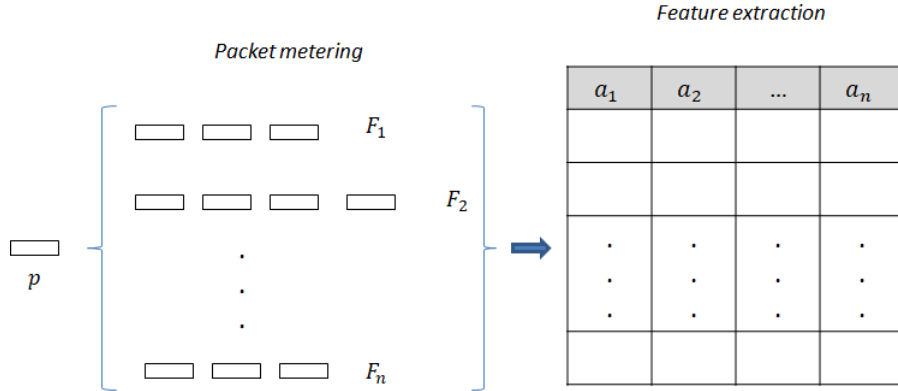 Feature extraction
Packet metering
a₁ a₂ ... aₙ
F₁
F₂
p
.
.
.
. . . .
. . . .
. . . .
Fₙ